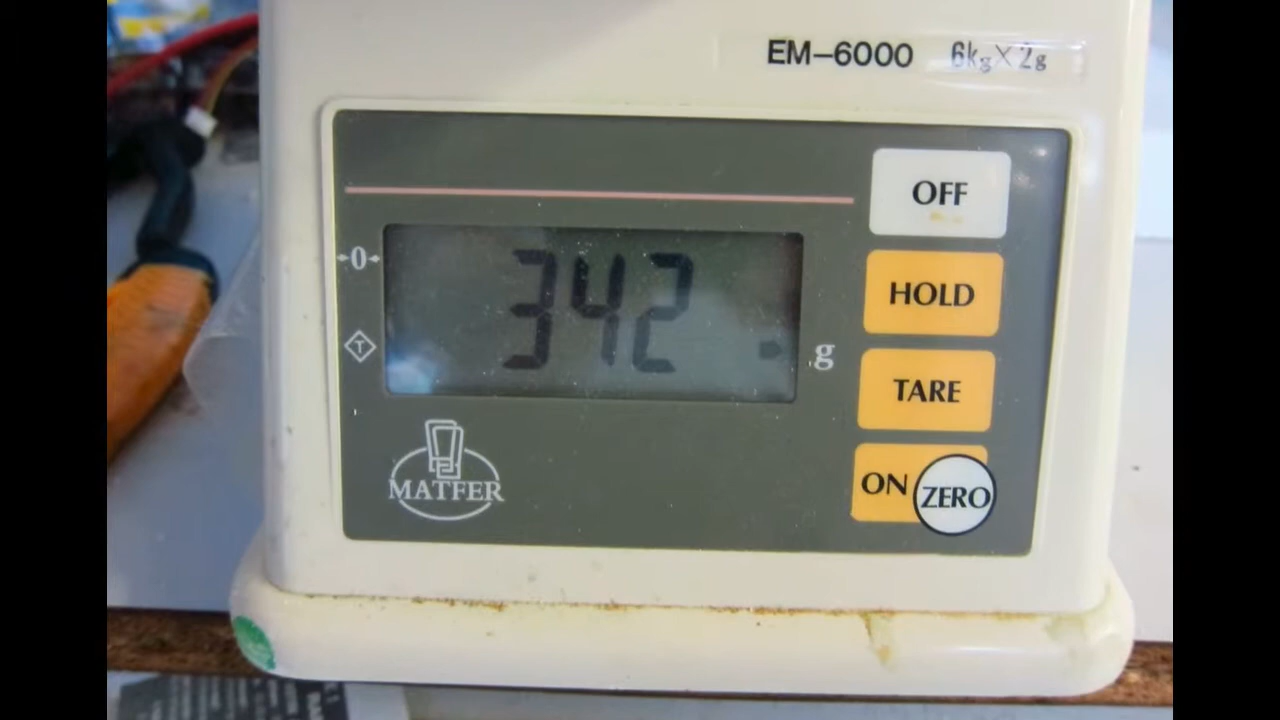 EM-6000 6kg×2g
OFF
→0←
342
HOLD
T
g
TARE
MATFER
ON ZERO